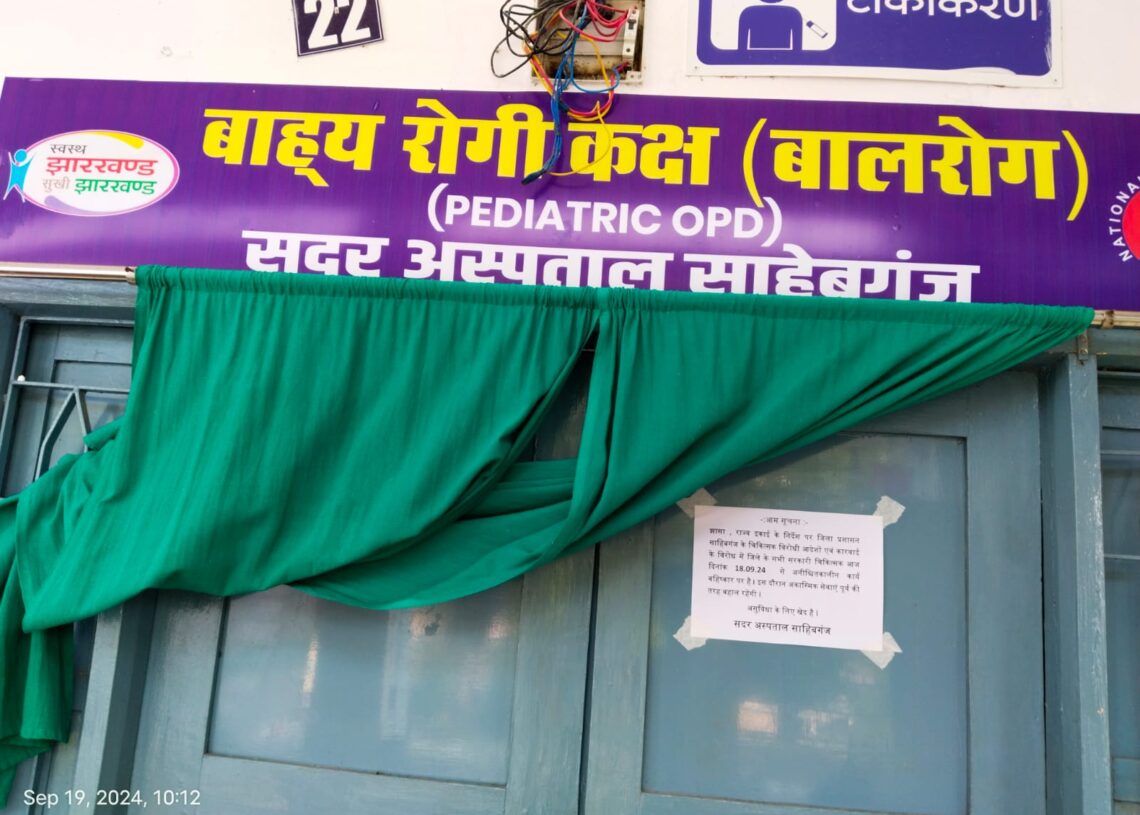 22
टीकाकरण
स्वस्थ
झारखण्ड
सुखी झारखण्ड
बाह्य रोगी कक्ष (बालरोग)
(PEDIATRIC OPD)
सदर अस्पताल साहेबगंज
NATIONAL
-:आम सूचना :-
झासा , राज्य इकाई के निर्देश पर जिला प्रशासन
साहिबगंज के चिकित्सक विरोधी आदेशों एवं कारवाई
के विरोध में जिले के सभी सरकारी चिकित्सक आज
दिनांक 18.09.24 से अनिश्चितकालीन कार्य
बहिष्कार पर है। इस दौरान अकास्मिक सेवाएं पूर्व की
तरह बहाल रहेगी ।
असुविधा के लिए खेद है ।
सदर अस्पताल साहिबगंज
Sep 19, 2024, 10:12